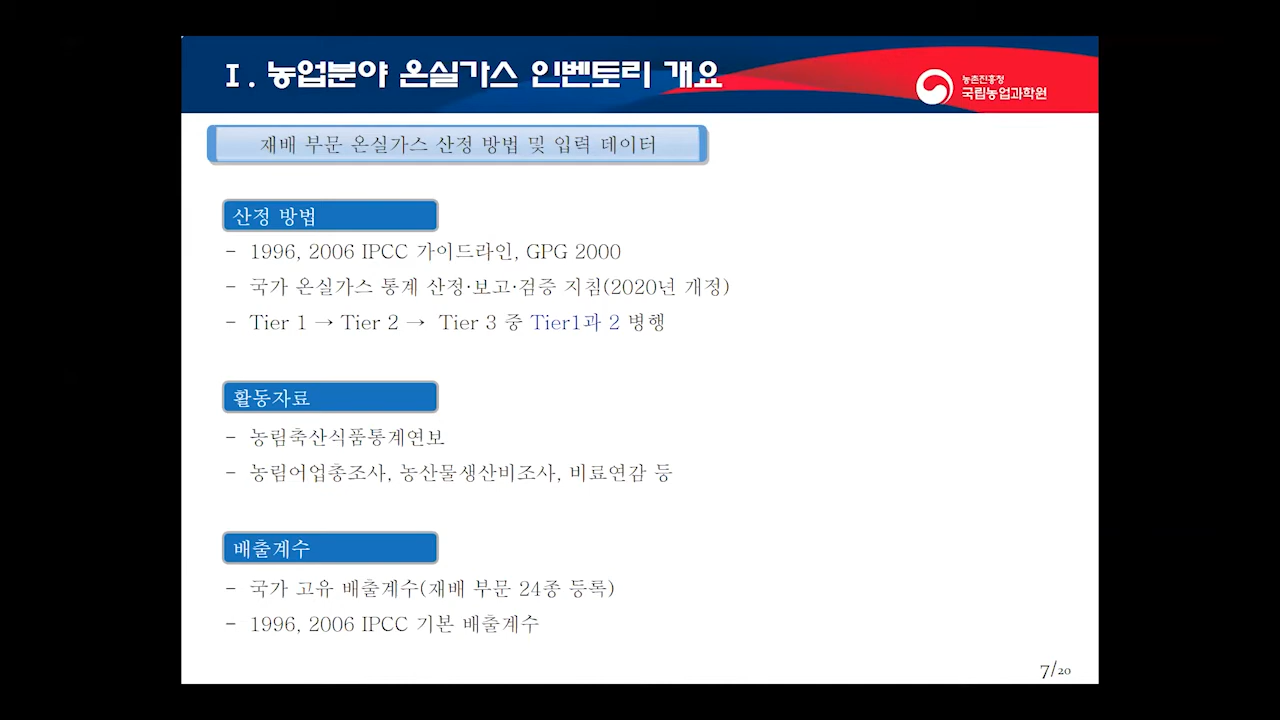 Ⅰ. 농업분야 온실가스 인벤토리 개요
농촌진흥청
국립농업과학원
재배 부문 온실가스 산정 방법 및 입력 데이터
산정 방법
- 1996, 2006 IPCC 가이드라인, GPG 2000
- 국가 온실가스 통계 산정·보고·검증 지침(2020년 개정)
- Tier 1 → Tier 2 → Tier 3 중 Tier1과 2 병행
활동자료
- 농림축산식품통계연보
- 농림어업총조사, 농산물생산비조사, 비료연감 등
배출계수
- 국가 고유 배출계수(재배 부문 24종 등록)
- 1996, 2006 IPCC 기본 배출계수
7/20